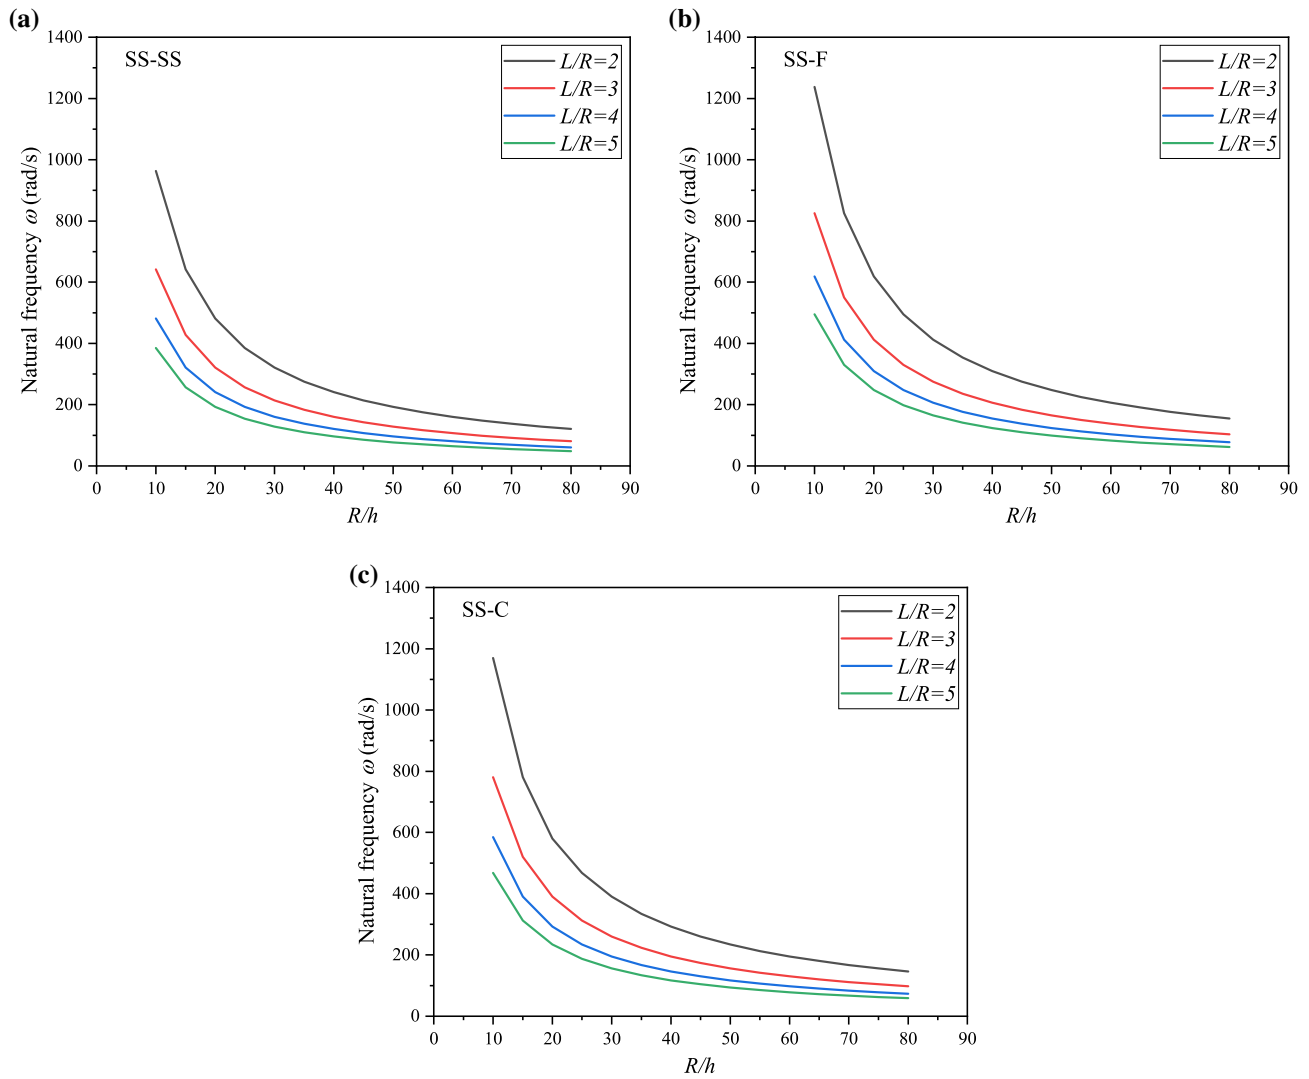 (a)
1400
1200
1000
800
600
400
200
0
Natural frequency ω (rad/s)
SS-SS
L/R=2
L/R=3
L/R=4
L/R=5
0 10 20 30 40 50 60 70 80 90
R/h
(b)
1400
1200
1000
800
600
400
200
0
Natural frequency ω (rad/s)
SS-F
L/R=2
L/R=3
L/R=4
L/R=5
0 10 20 30 40 50 60 70 80 90
R/h
(c)
1400
1200
1000
800
600
400
200
0
Natural frequency ω (rad/s)
SS-C
L/R=2
L/R=3
L/R=4
L/R=5
0 10 20 30 40 50 60 70 80 90
R/h